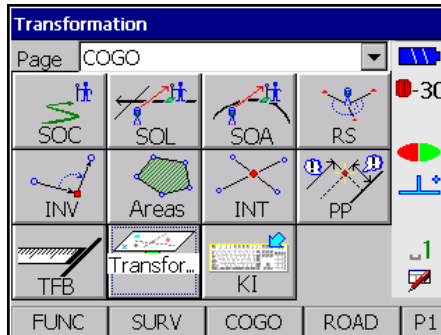 Transformation
Page COGO
-30
SOC SOL SOA RS
INV Areas INT PP
1
TFB Transfor... KI
FUNC SURV COGO ROAD P1